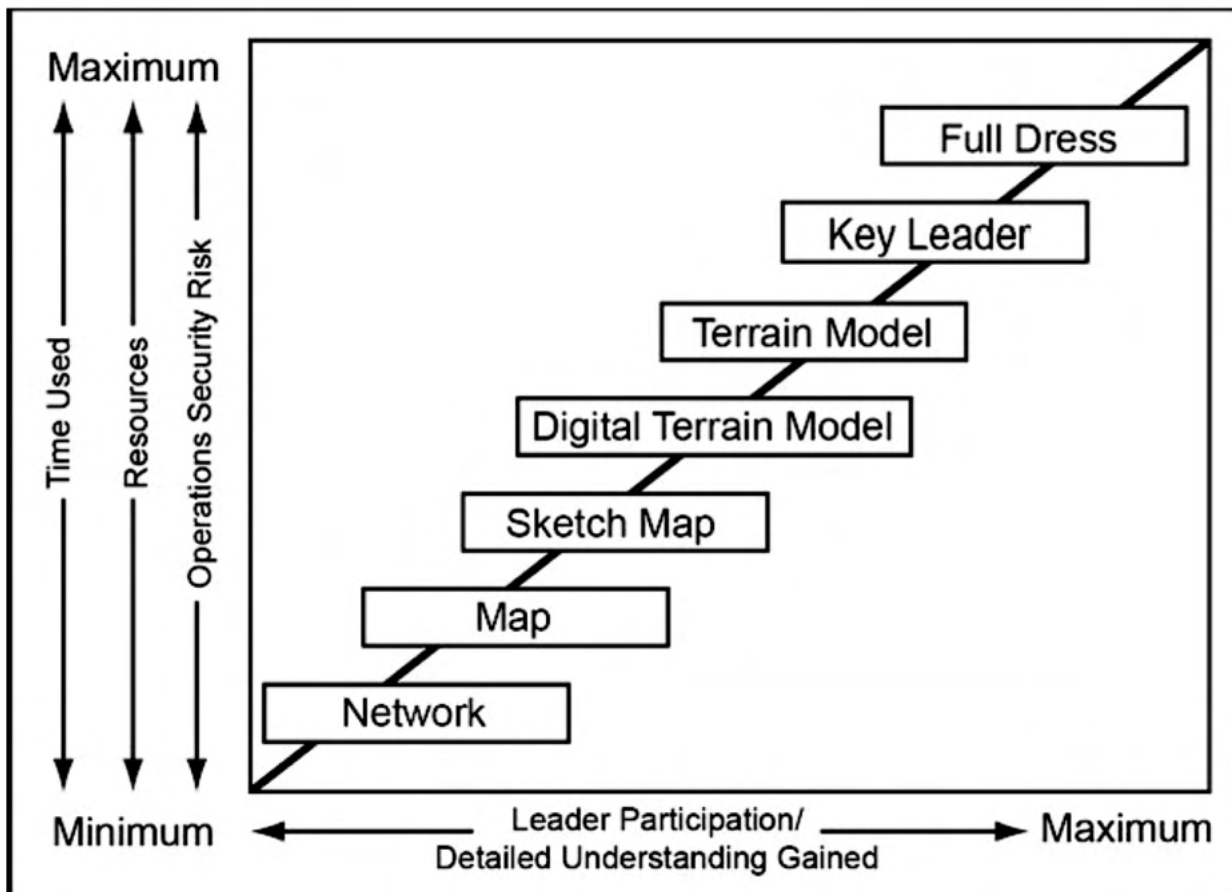 Maximum
Time Used
Resources
Operations Security Risk
Full Dress
Key Leader
Terrain Model
Digital Terrain Model
Sketch Map
Map
Network
Minimum
Leader Participation/
Detailed Understanding Gained
Maximum